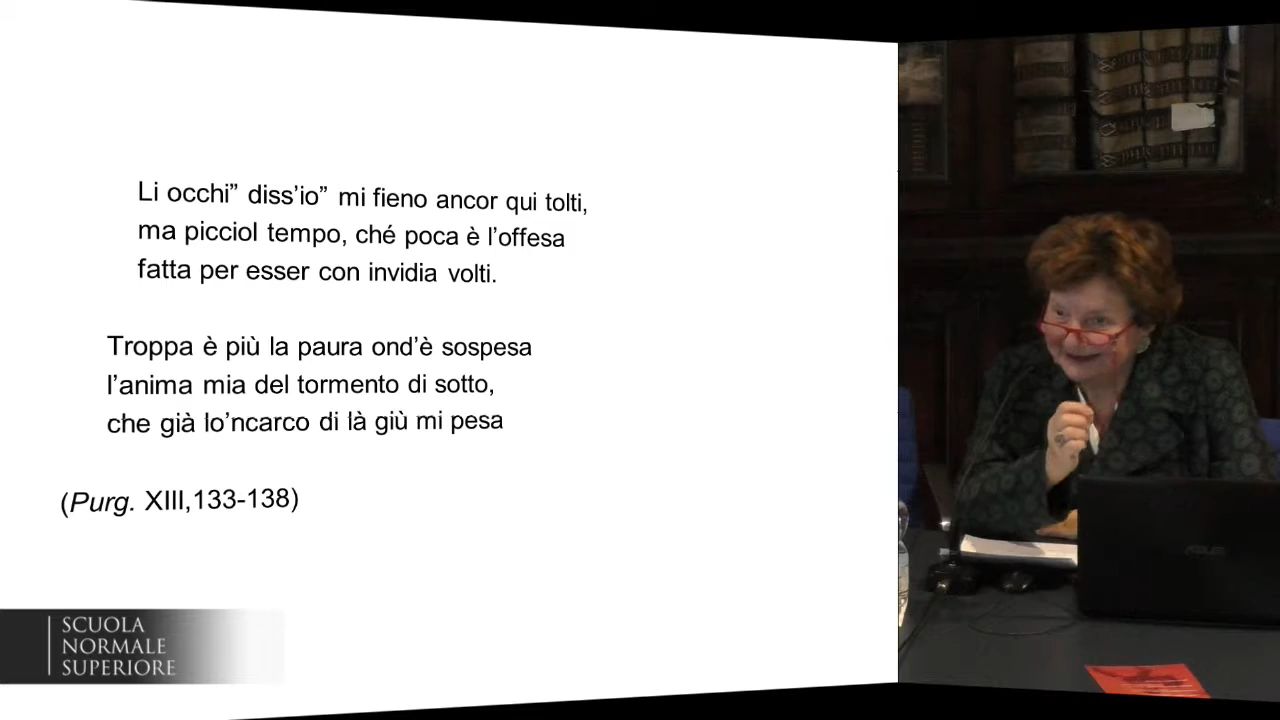 Li occhi” diss’io” mi fieno ancor qui tolti,
ma picciol tempo, ché poca è l’offesa
fatta per esser con invidia volti.
Troppa è più la paura ond’è sospesa
l’anima mia del tormento di sotto,
che già lo’ncarco di là giù mi pesa
(Purg. XIII,133-138)
SCUOLA
NORMALE
SUPERIORE
ASUS